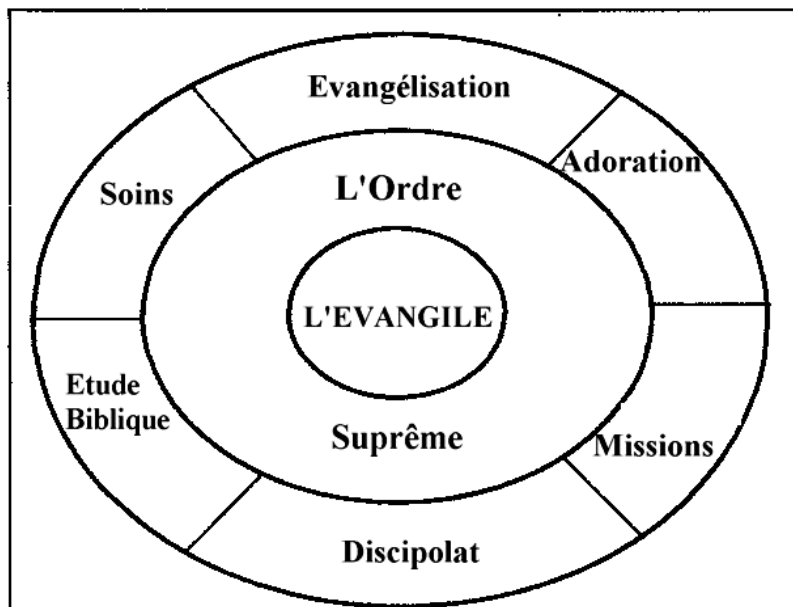 Evangélisation
Adoration
Soins
L'Ordre
L'EVANGILE
Etude
Biblique
Suprême
Missions
Discipolat